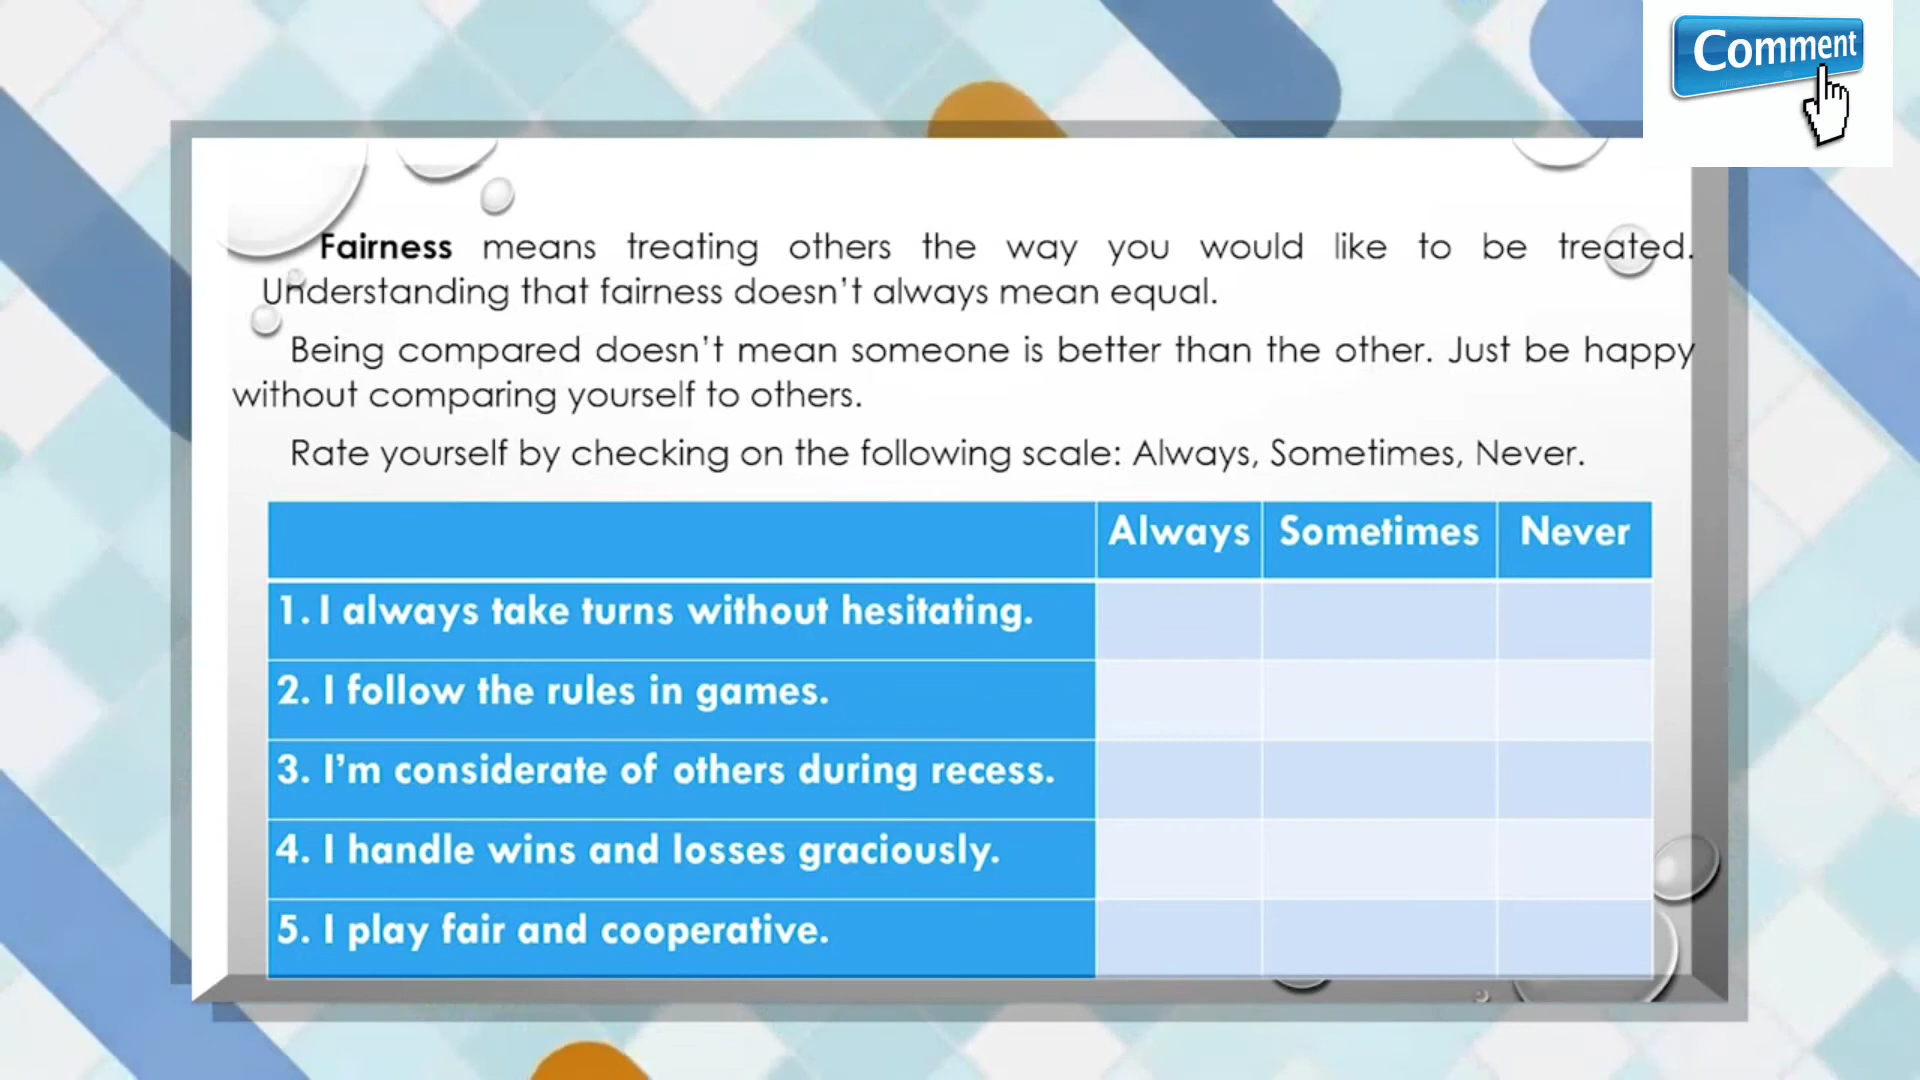 Comment
Fairness means treating others the way you would like to be treated.
Understanding that fairness doesn't always mean equal.
Being compared doesn't mean someone is better than the other. Just be happy
without comparing yourself to others.
Rate yourself by checking on the following scale: Always, Sometimes, Never.
Always Sometimes Never
1. I always take turns without hesitating.
2. I follow the rules in games.
3. I'm considerate of others during recess.
4. I handle wins and losses graciously.
5. I play fair and cooperative.